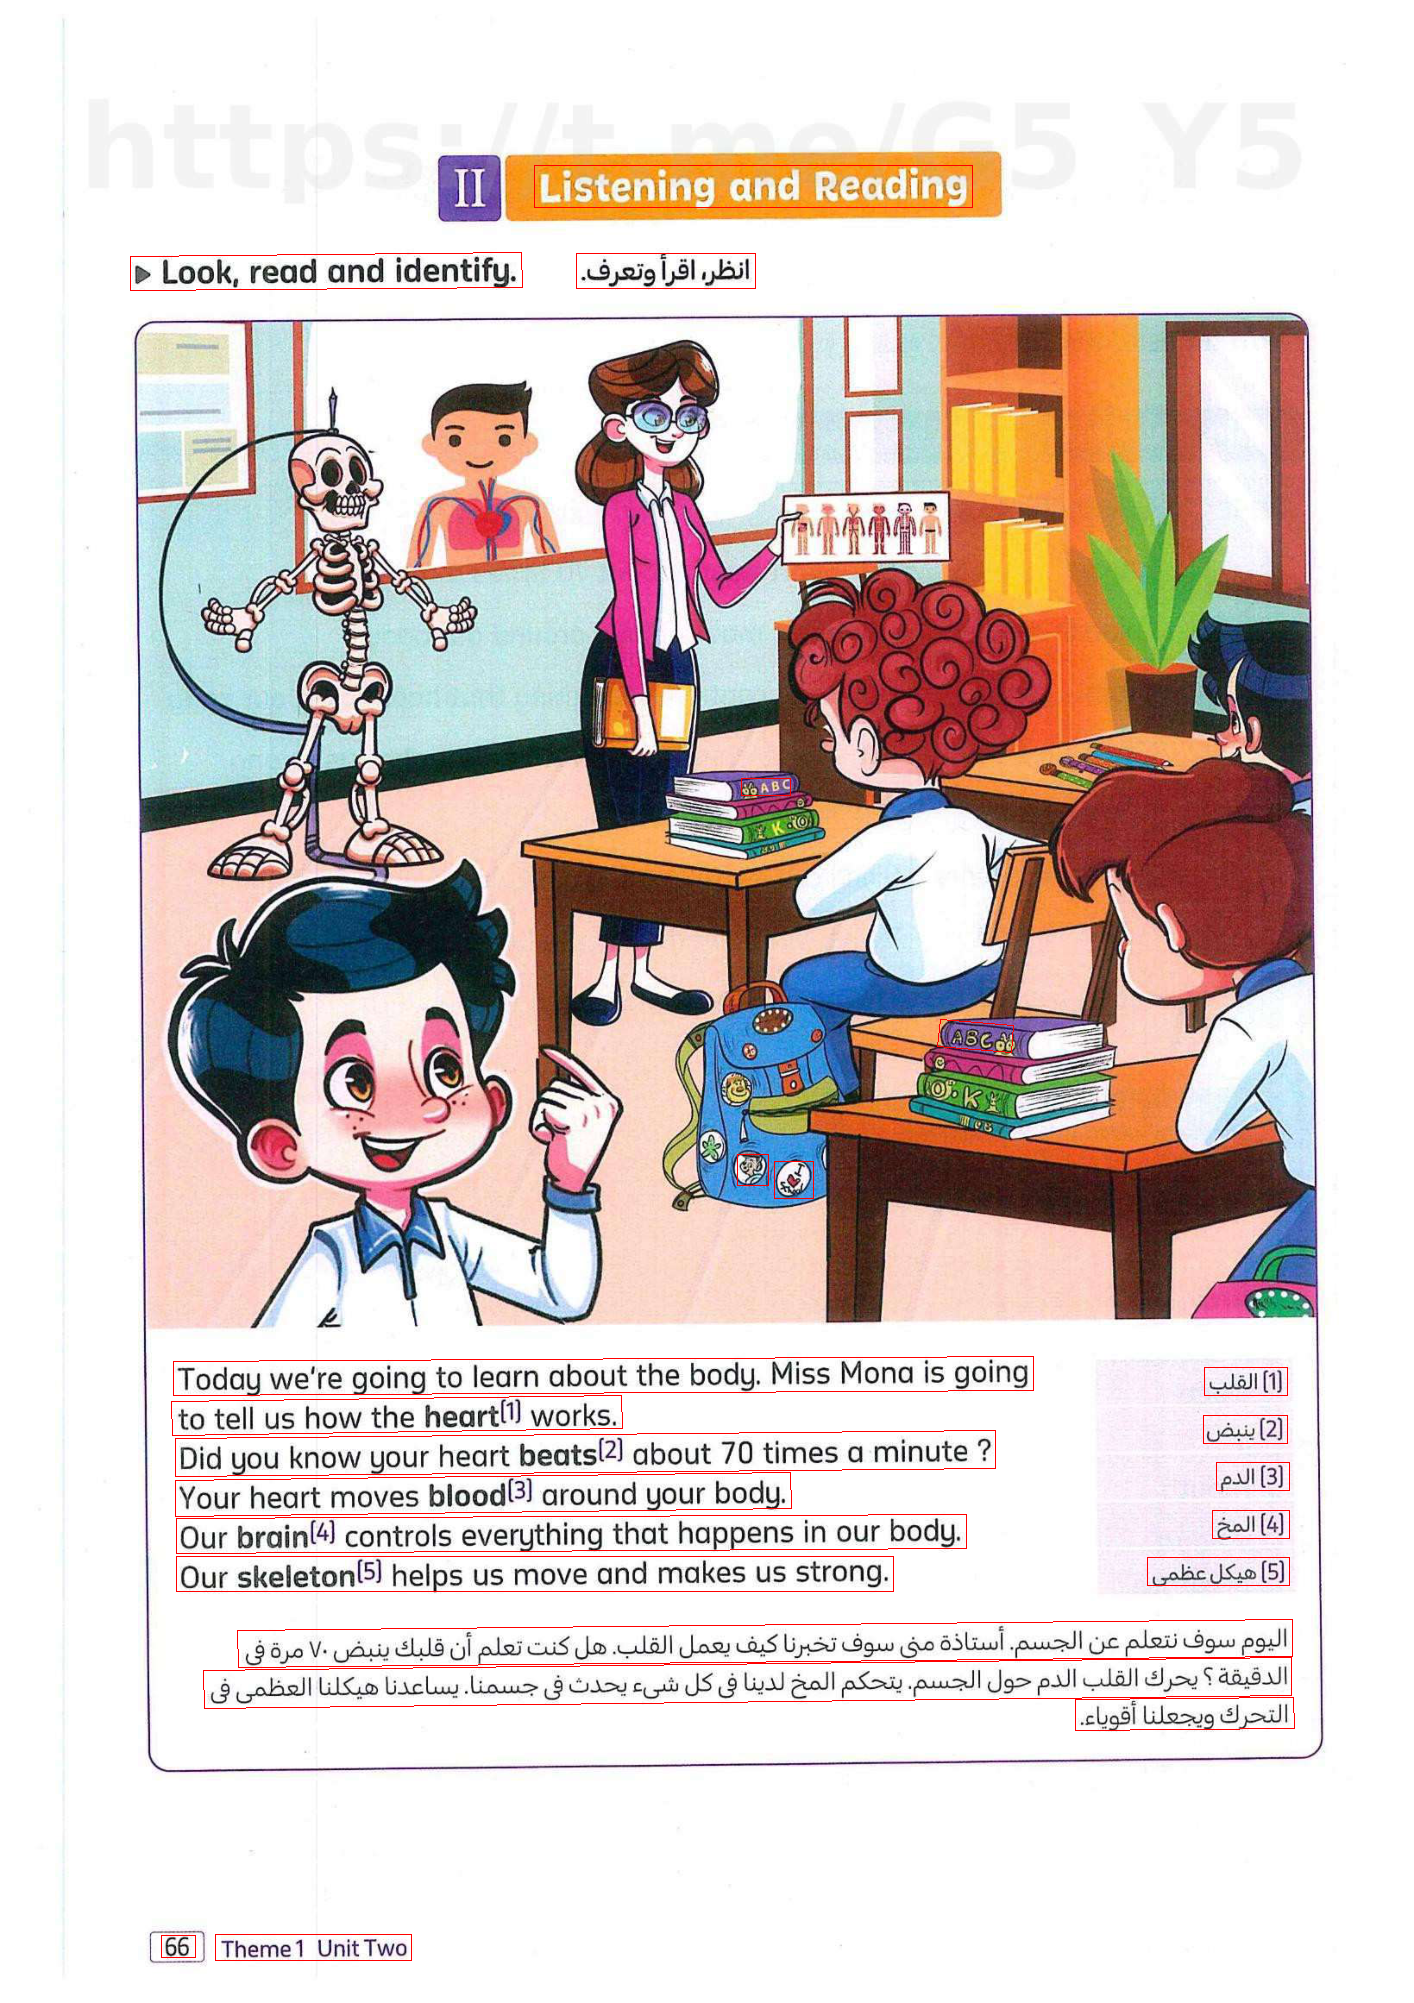 https://t.me/G5_Y5
II Listening and Reading
Look, read and identify. انظر، اقرأ وتعرف.
ABC
K
ABC
K
Today we're going to learn about the body. Miss Mona is going
to tell us how the heart[1] works.
Did you know your heart beats[2] about 70 times a minute ?
Your heart moves blood[3] around your body.
Our brain[4] controls everything that happens in our body.
Our skeleton[5] helps us move and makes us strong.
[1] القلب
[2] ينبض
[3] الدم
[4] المخ
[5] هيكل عظمى
اليوم سوف نتعلم عن الجسم. أستاذة منى سوف تخبرنا كيف يعمل القلب. هل كنت تعلم أن قلبك ينبض ٧٠ مرة فى
الدقيقة ؟ يحرك القلب الدم حول الجسم. يتحكم المخ لدينا فى كل شىء يحدث فى جسمنا. يساعدنا هيكلنا العظمى فى
التحرك ويجعلنا أقوياء.
66 Theme 1 Unit Two